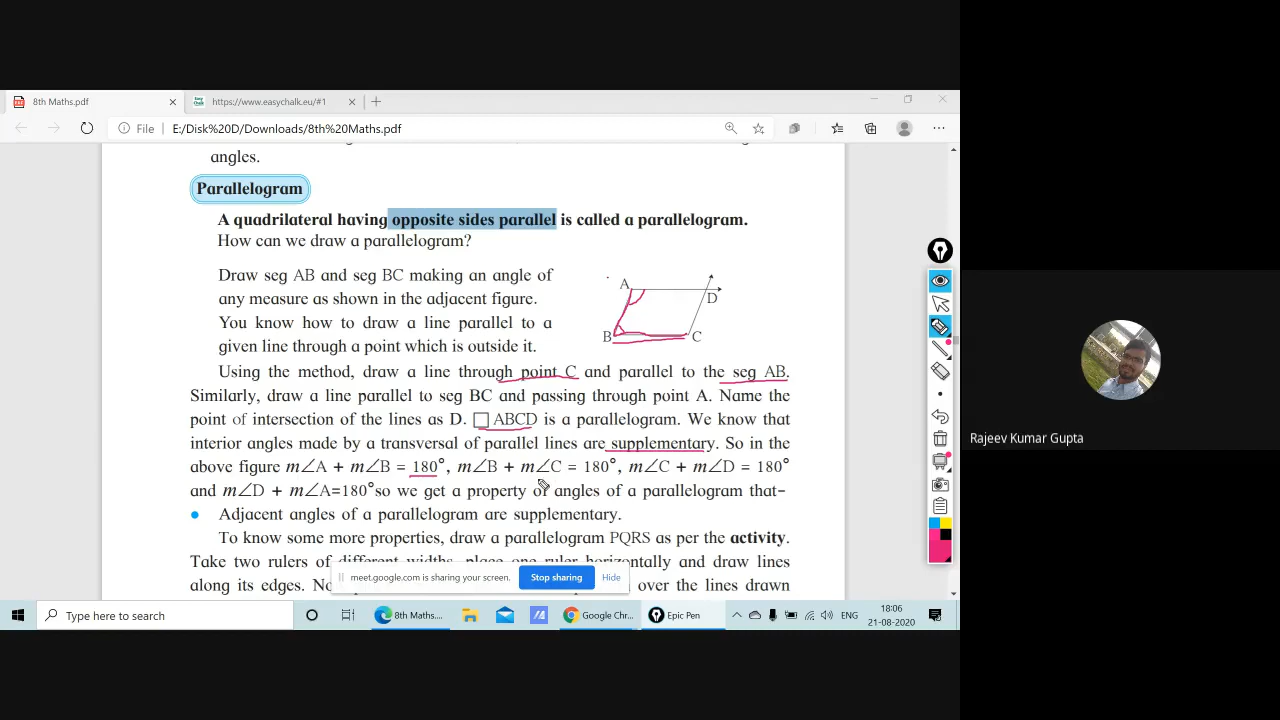 8th Maths.pdf
https://www.easychalk.eu/#1
File
E:/Disk%20D/Downloads/8th%20Maths.pdf
angles.
Parallelogram
A quadrilateral having opposite sides parallel is called a parallelogram.
How can we draw a parallelogram?
Draw seg AB and seg BC making an angle of
any measure as shown in the adjacent figure.
You know how to draw a line parallel to a
given line through a point which is outside it.
A
D
B
C
Using the method, draw a line through point C and parallel to the seg AB.
Similarly, draw a line parallel to seg BC and passing through point A. Name the
point of intersection of the lines as D. □ ABCD is a parallelogram. We know that
interior angles made by a transversal of parallel lines are supplementary. So in the
above figure m∠A + m∠B = 180°, m∠B + m∠C = 180°, m∠C + m∠D = 180°
and m∠D + m∠A=180°so we get a property of angles of a parallelogram that-
● Adjacent angles of a parallelogram are supplementary.
To know some more properties, draw a parallelogram PQRS as per the activity.
Take two rulers of different widths, place one ruler horizontally and draw lines
along its edges. No over the lines drawn
meet.google.com is sharing your screen.
Stop sharing
Hide
Rajeev Kumar Gupta
Type here to search
8th Maths....
Google Chr...
Epic Pen
ENG
18:06
21-08-2020